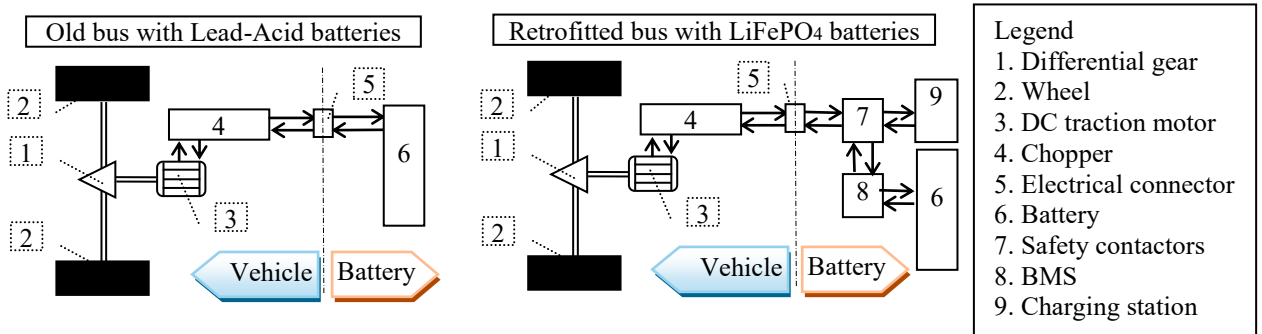 Old bus with Lead-Acid batteries
2
5
4
1
6
3
2
Vehicle
Battery
Retrofitted bus with LiFePO4 batteries
5
2
9
4
7
1
8
6
3
2
Vehicle
Battery
Legend
1. Differential gear
2. Wheel
3. DC traction motor
4. Chopper
5. Electrical connector
6. Battery
7. Safety contactors
8. BMS
9. Charging station